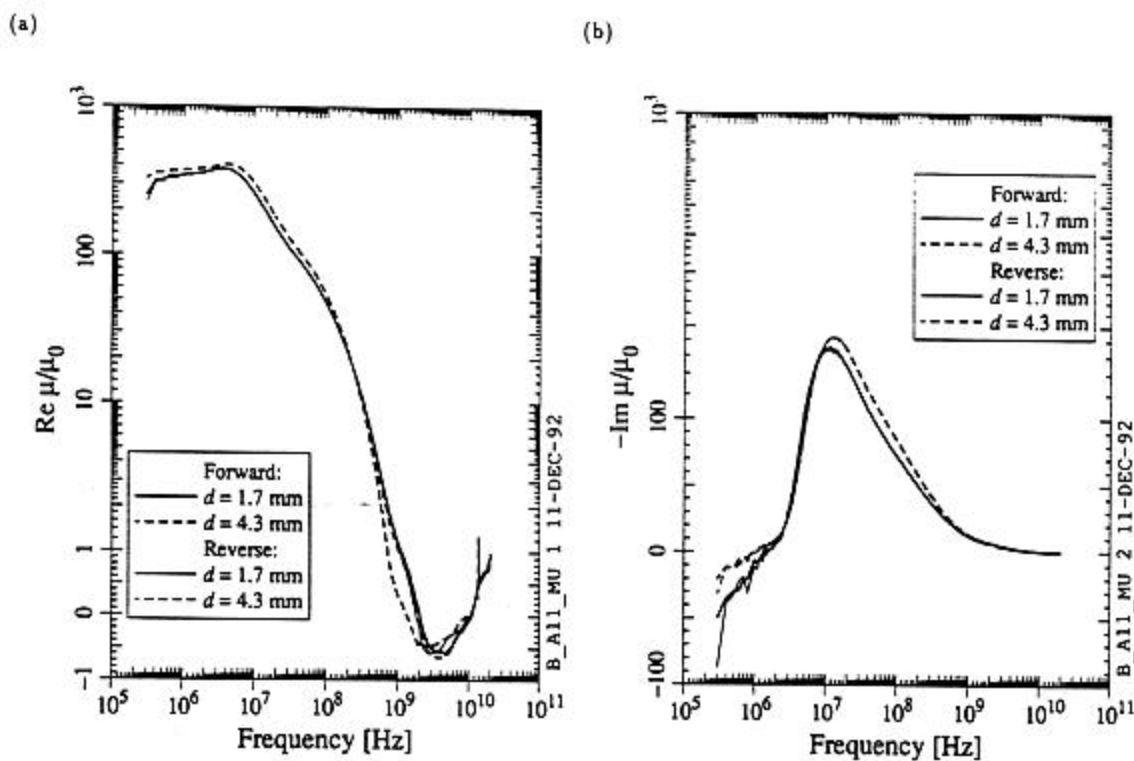 (a)
10³
100
10
1
0
-1
Re μ/μ₀
10⁵ 10⁶ 10⁷ 10⁸ 10⁹ 10¹⁰ 10¹¹
Frequency [Hz]
Forward:
d = 1.7 mm
d = 4.3 mm
Reverse:
d = 1.7 mm
d = 4.3 mm
B_A11_MU 1 11-DEC-92
(b)
10³
100
0
-100
-Im μ/μ₀
10⁵ 10⁶ 10⁷ 10⁸ 10⁹ 10¹⁰ 10¹¹
Frequency [Hz]
Forward:
d = 1.7 mm
d = 4.3 mm
Reverse:
d = 1.7 mm
d = 4.3 mm
B_A11_MU 2 11-DEC-92